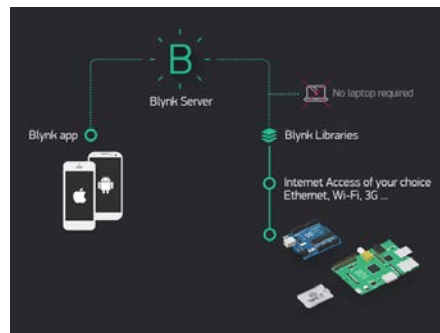 B
Blynk Server
No laptop required
Blynk app
Blynk Libraries
Internet Access of your choice
Ethernet, Wi-Fi, 3G ...